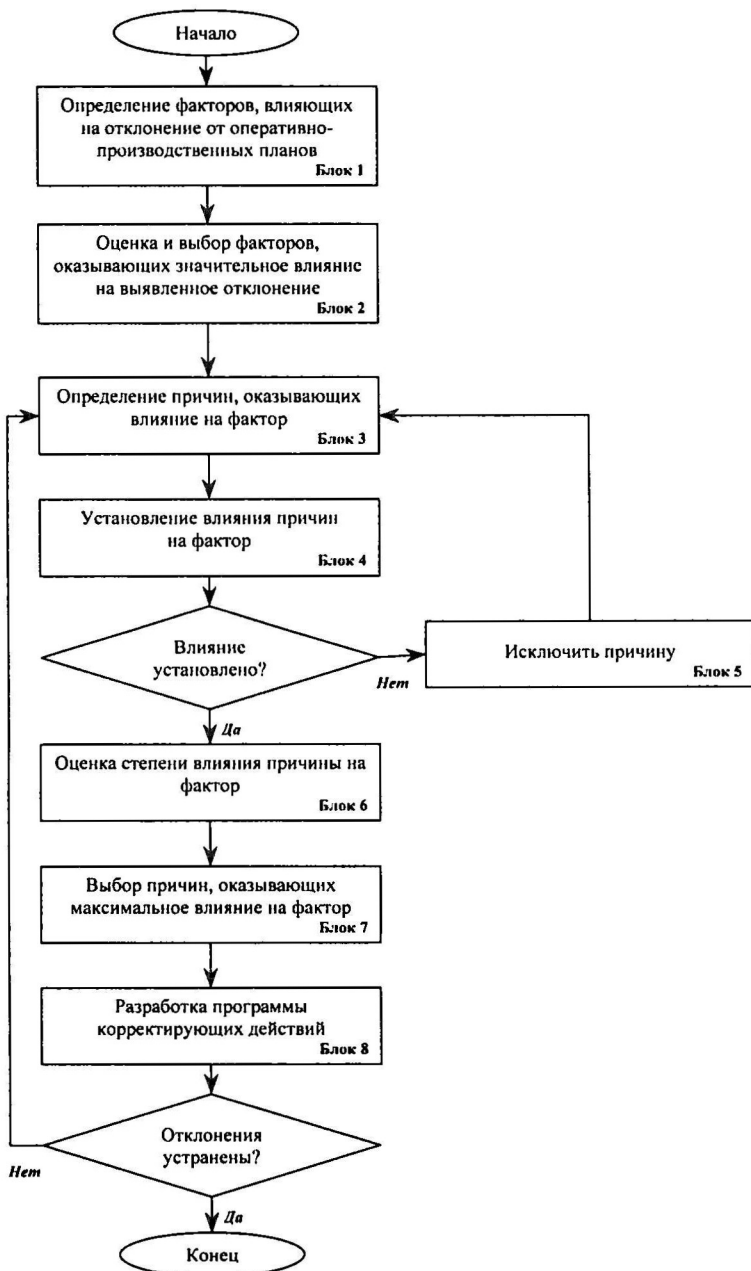 Начало
Определение факторов, влияющих
на отклонение от оперативно-
производственных планов
Блок 1
Оценка и выбор факторов,
оказывающих значительное влияние
на выявленное отклонение
Блок 2
Определение причин, оказывающих
влияние на фактор
Блок 3
Установление влияния причин
на фактор
Блок 4
Влияние
установлено?
Нет
Исключить причину
Блок 5
Да
Оценка степени влияния причины на
фактор
Блок 6
Выбор причин, оказывающих
максимальное влияние на фактор
Блок 7
Разработка программы
корректирующих действий
Блок 8
Отклонения
устранены?
Нет
Да
Конец